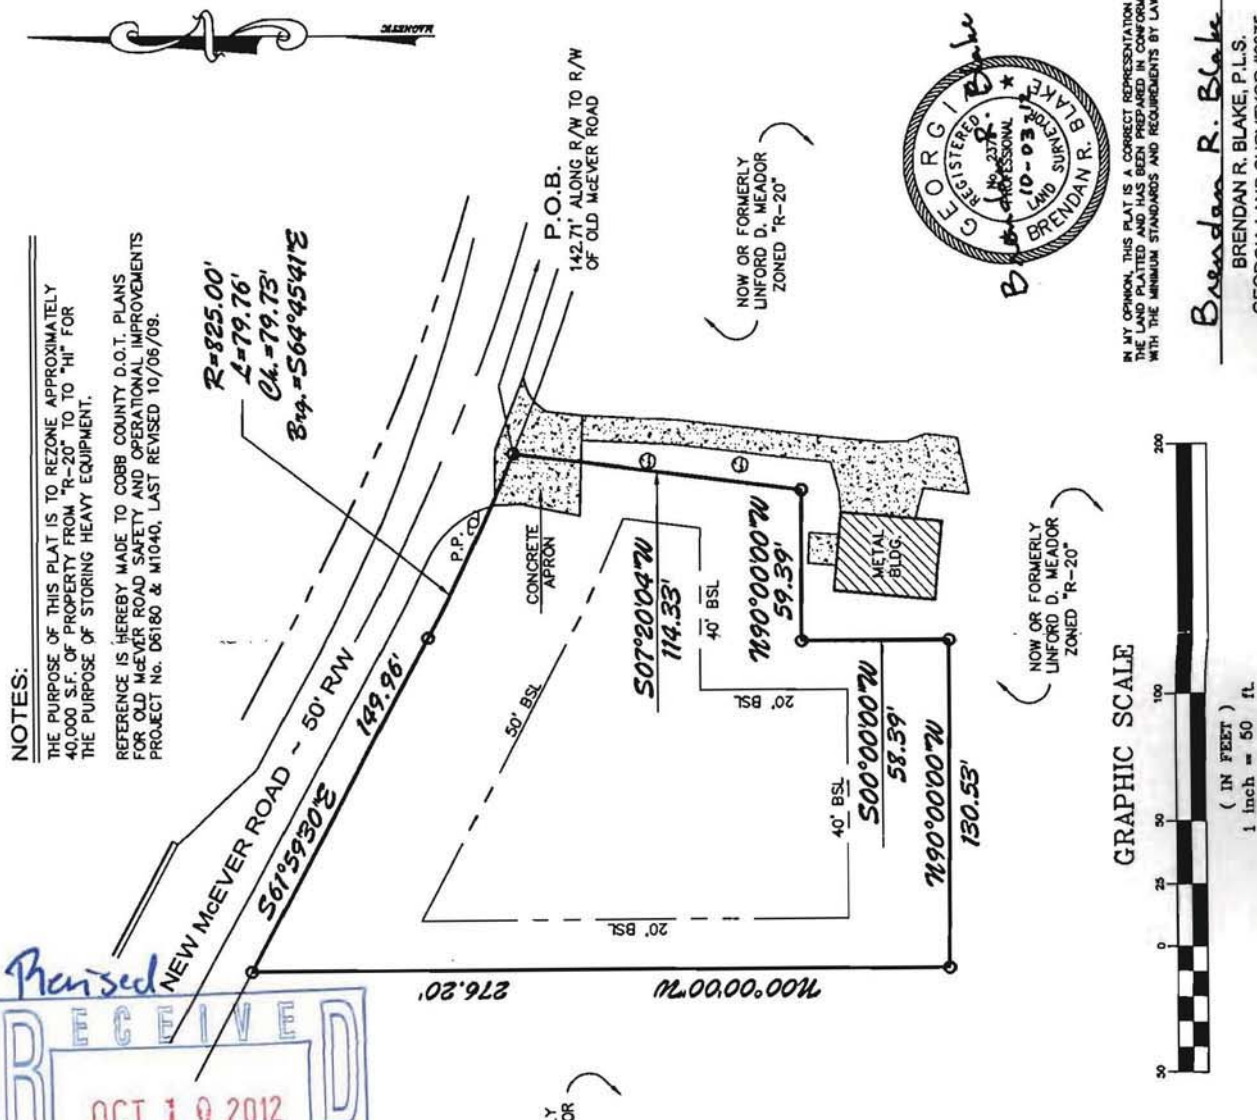 NOTES:
THE PURPOSE OF THIS PLAT IS TO REZONE APPROXIMATELY
40,000 S.F. OF PROPERTY FROM "R-20" TO TO "HI" FOR
THE PURPOSE OF STORING HEAVY EQUIPMENT.
REFERENCE IS HEREBY MADE TO COBB COUNTY D.O.T. PLANS
FOR OLD McEVER ROAD SAFETY AND OPERATIONAL IMPROVEMENTS
PROJECT No. D6180 & M1040, LAST REVISED 10/06/09.
MAGNETIC
R=825.00'
L=79.76'
Ch.=79.73'
Brg.=S64°45'41"E
P.O.B.
142.71' ALONG R/W TO R/W
OF OLD McEVER ROAD
Revised
RECEIVED
OCT 10 2012
NEW McEVER ROAD ~ 50' R/W
S61°59'30"E
149.96'
P.P.
CONCRETE
APRON
50' BSL
S07°20'04"W
114.33'
40' BSL
N90°00'00"W
59.39'
METAL
BLDG.
20' BSL
S00°00'00"W
58.39'
40' BSL
N90°00'00"W
130.53'
20' BSL
276.20'
N00°00'00"W
NOW OR FORMERLY
LINFORD D. MEADOR
ZONED "R-20"
NOW OR FORMERLY
LINFORD D. MEADOR
ZONED "R-20"
GEORGIA
REGISTERED
PROFESSIONAL
LAND SURVEYOR
BRENDAN R. BLAKE
Brendan R. Blake
10-03-12
IN MY OPINION, THIS PLAT IS A CORRECT REPRESENTATION
THE LAND PLATTED AND HAS BEEN PREPARED IN CONFORM
WITH THE MINIMUM STANDARDS AND REQUIREMENTS BY LAW
Brendan R. Blake
BRENDAN R. BLAKE, P.L.S.
GRAPHIC SCALE
50 0 25 50 100 200
( IN FEET )
1 inch = 50 ft.